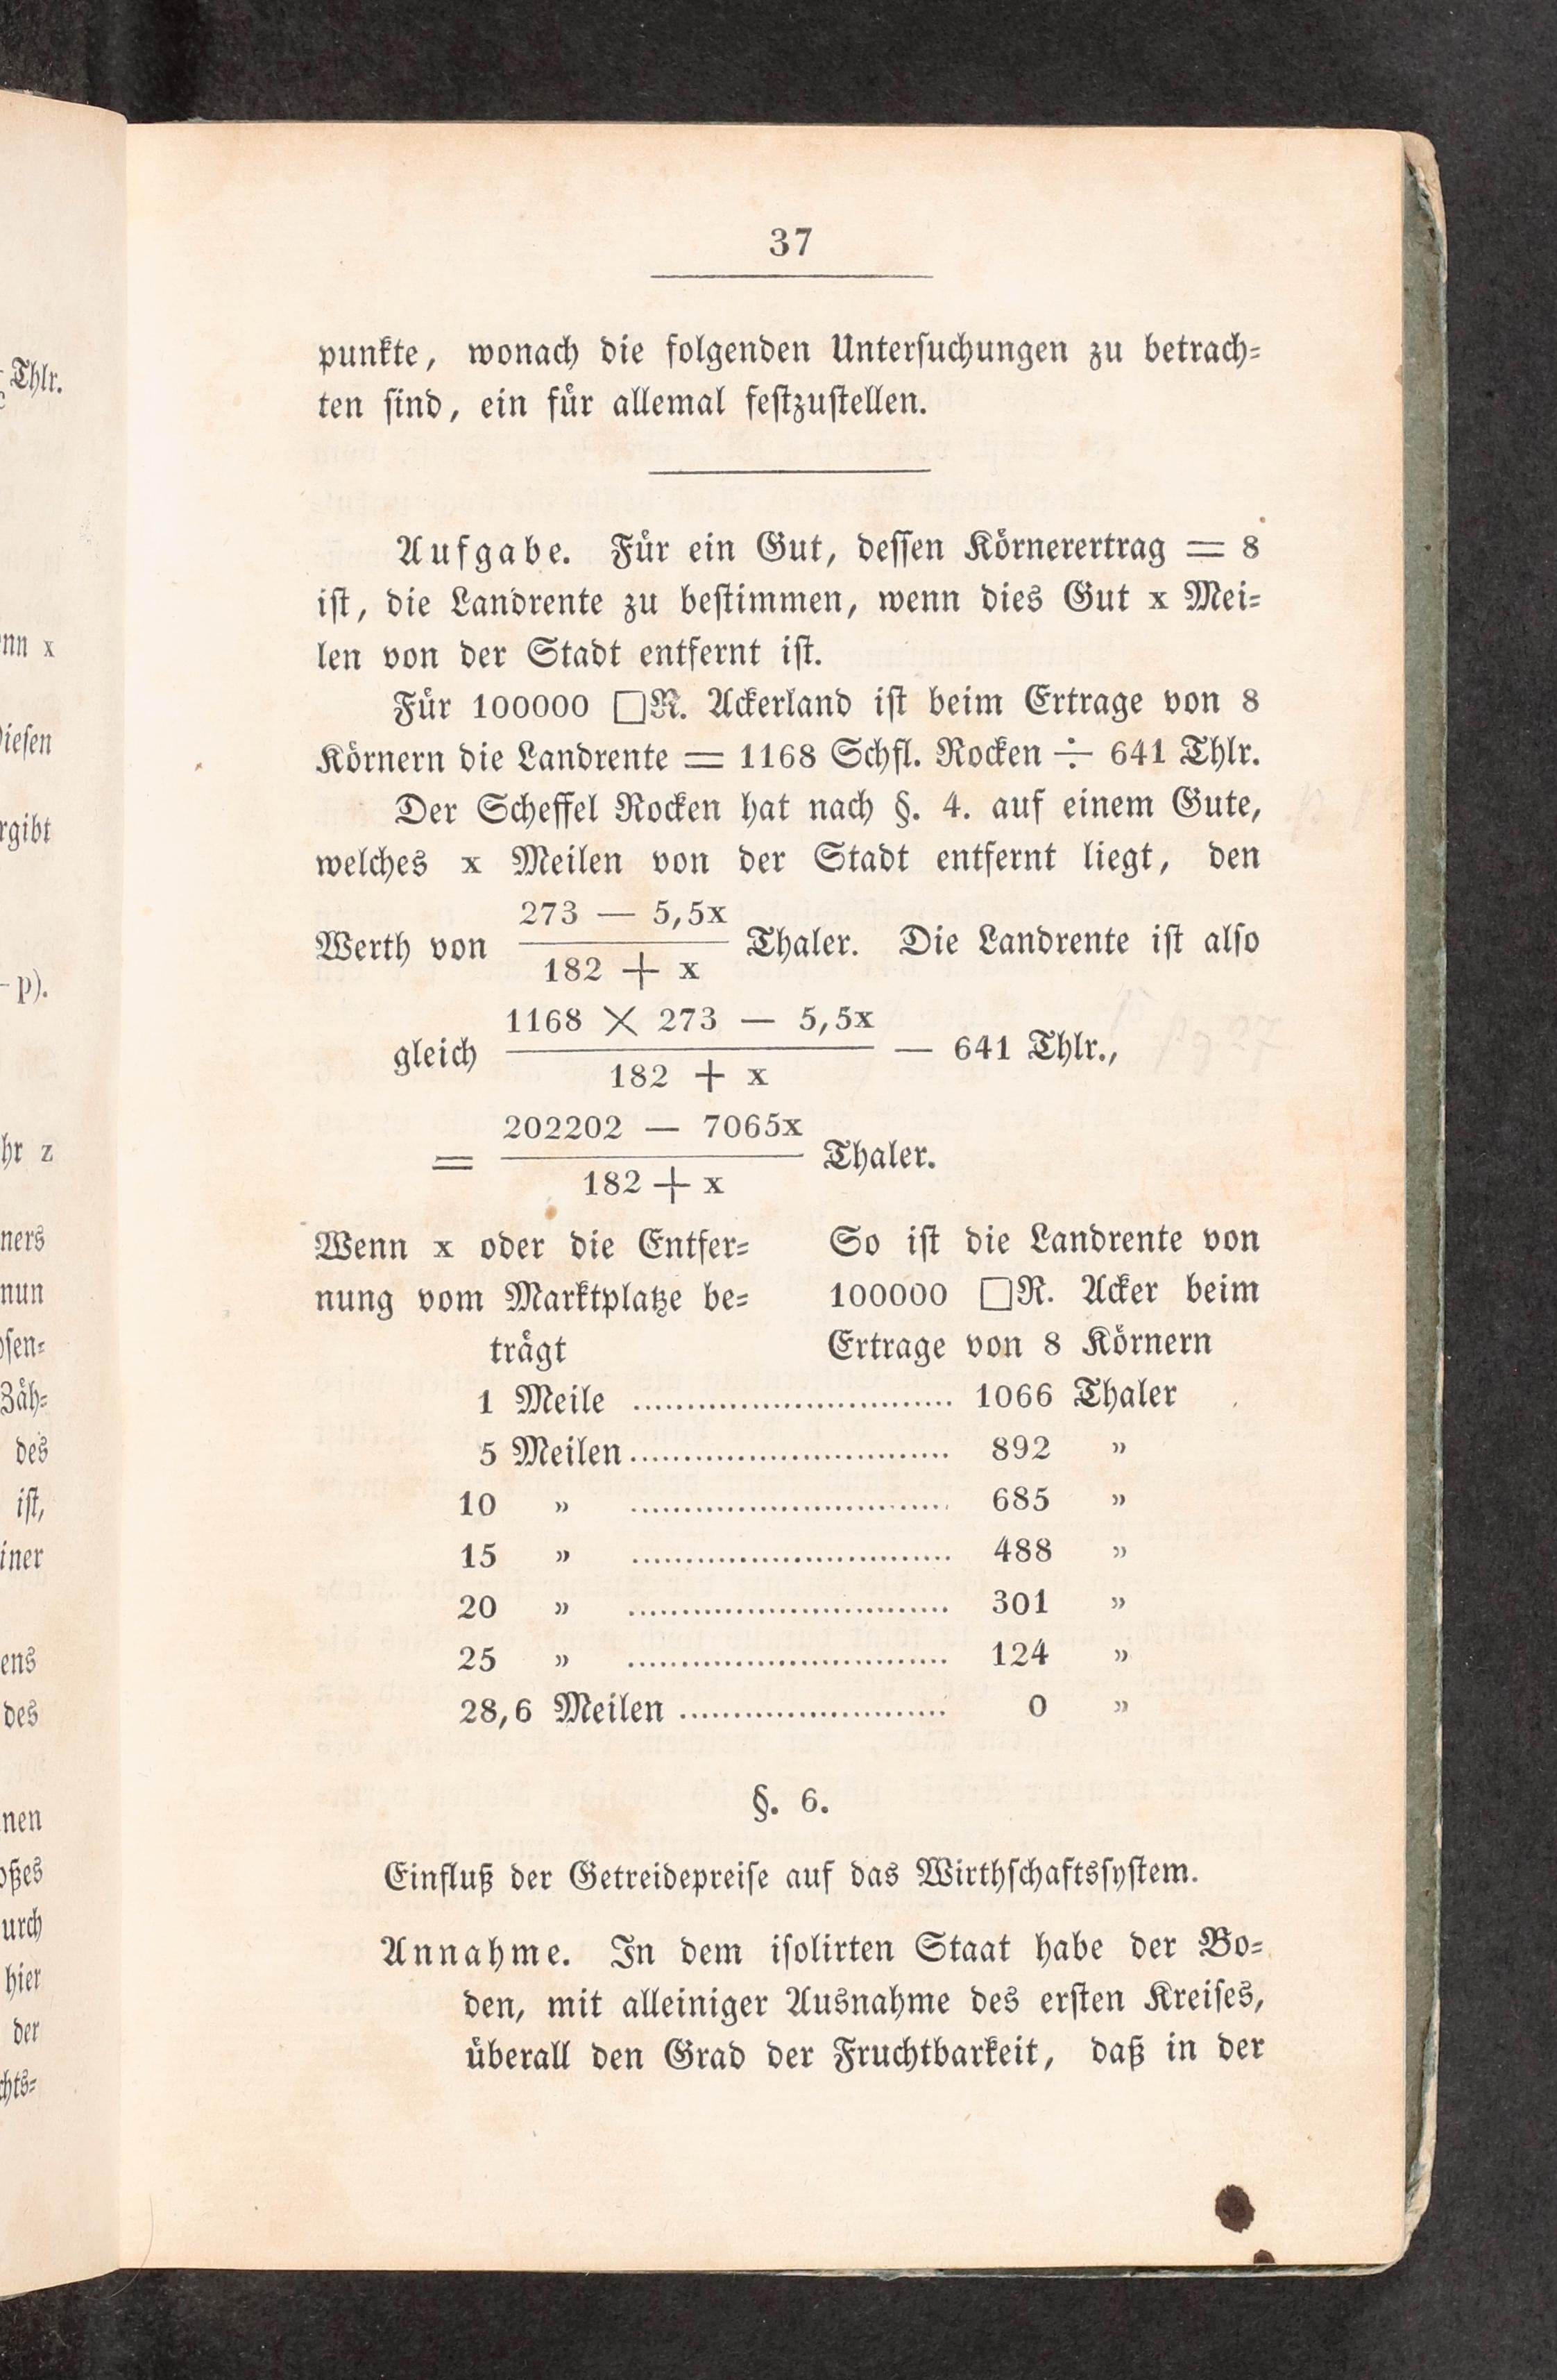 37
punkte, wonach die folgenden Untersuchungen zu betrach-
ten sind, ein für allemal festzustellen.
Aufgabe. Für ein Gut, dessen Körnerertrag = 8
ist, die Landrente zu bestimmen, wenn dies Gut x Mei-
len von der Stadt entfernt ist.
Für 100000 □R. Ackerland ist beim Ertrage von 8
Körnern die Landrente = 1168 Schfl. Rocken ÷ 641 Thlr.
Der Scheffel Rocken hat nach §. 4. auf einem Gute,
welches x Meilen von der Stadt entfernt liegt, den
273 — 5,5x
Werth von Thaler. Die Landrente ist also
182 + x
1168 × 273 — 5,5x
gleich — 641 Thlr.,
182 + x
202202 — 7065x
= Thaler.
182 + x
Wenn x oder die Entfer-
nung vom Marktplatze be-
trägt
So ist die Landrente von
100000 □R. Acker beim
Ertrage von 8 Körnern
1 Meile .............................. 1066 Thaler
5 Meilen .............................. 892 »
10 » .............................. 685 »
15 » .............................. 488 »
20 » .............................. 301 »
25 » .............................. 124 »
28,6 Meilen ......................... 0 »
§. 6.
Einfluß der Getreidepreise auf das Wirthschaftssystem.
Annahme. In dem isolirten Staat habe der Bo-
den, mit alleiniger Ausnahme des ersten Kreises,
überall den Grad der Fruchtbarkeit, daß in der